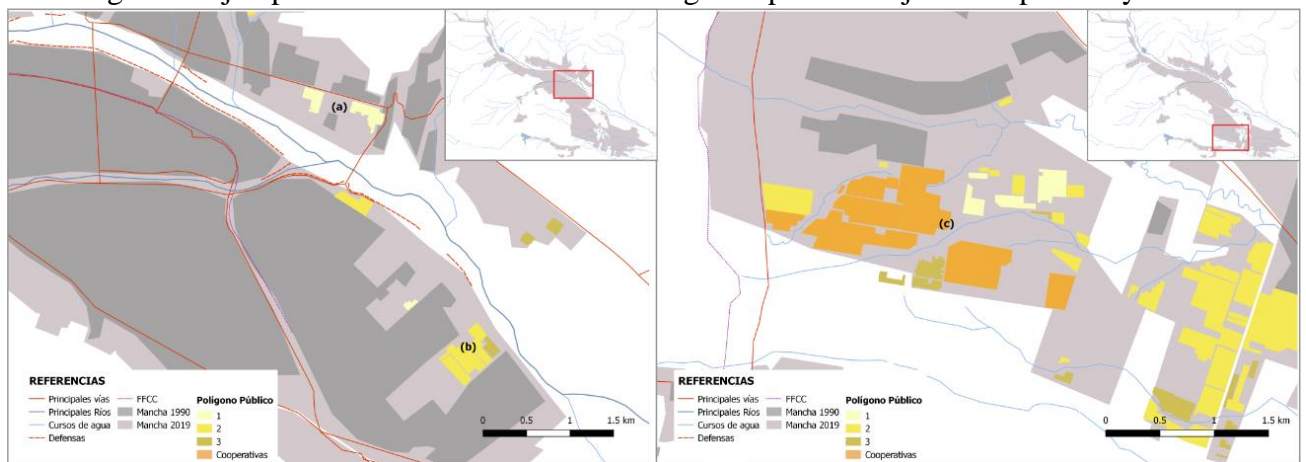 (a)
(b)
REFERENCIAS
Principales vías
Principales Ríos
Cursos de agua
Defensas
FFCC
Mancha 1990
Mancha 2019
Polígono Público
1
2
3
Cooperativas
0 0.5 1 1.5 km
(c)
REFERENCIAS
Principales vías
Principales Ríos
Cursos de agua
Defensas
FFCC
Mancha 1990
Mancha 2019
Polígono Público
1
2
3
Cooperativas
0 0.5 1 1.5 km